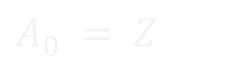 A₀ = Z